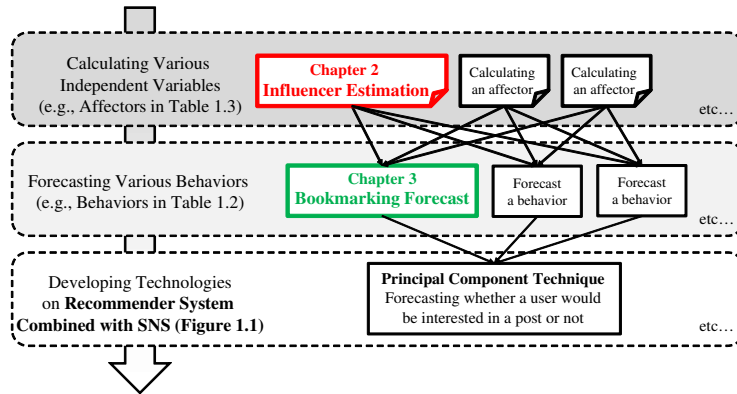 Calculating Various
Independent Variables
(e.g., Affectors in Table 1.3)
Chapter 2
Influencer Estimation
Calculating
an affector
Calculating
an affector
etc…
Forecasting Various Behaviors
(e.g., Behaviors in Table 1.2)
Chapter 3
Bookmarking Forecast
Forecast
a behavior
Forecast
a behavior
etc…
Developing Technologies
on Recommender System
Combined with SNS (Figure 1.1)
Principal Component Technique
Forecasting whether a user would
be interested in a post or not
etc…